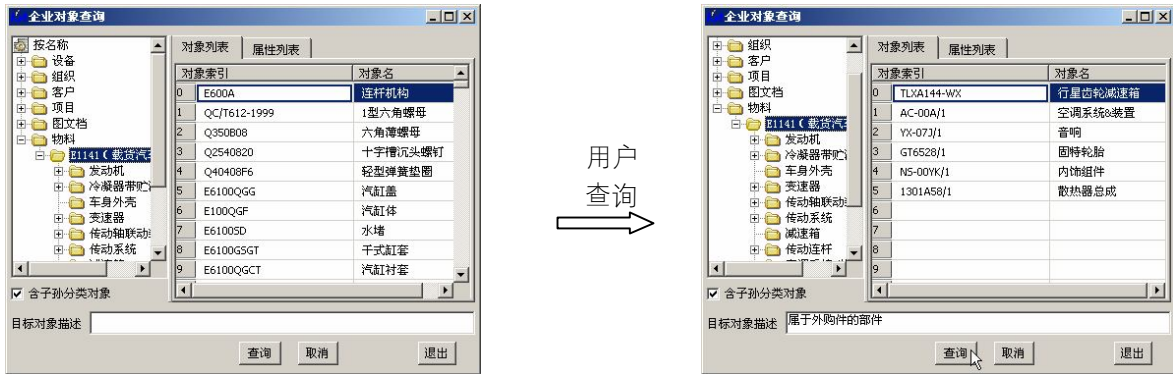 企业对象查询
按名称
设备
组织
客户
项目
图文档
物料
E1141(载货汽车
发动机
冷凝器带贮
车身外壳
变速器
传动轴联动
传动系统
含子孙分类对象
对象列表 属性列表
对象索引 对象名
0 E600A 连杆机构
1 QC/T612-1999 1型六角螺母
2 Q350B08 六角薄螺母
3 Q2540820 十字槽沉头螺钉
4 Q40408F6 轻型弹簧垫圈
5 E6100QGG 汽缸盖
6 E100QGF 汽缸体
7 E6100SD 水堵
8 E6100GSGT 干式缸套
9 E6100QGCT 汽缸衬套
目标对象描述
查询 取消 退出
用户
查询
企业对象查询
组织
客户
项目
图文档
物料
E1141(载货汽
发动机
冷凝器带贮
车身外壳
变速器
传动轴联动
传动系统
减速箱
传动连杆
含子孙分类对象
对象列表 属性列表
对象索引 对象名
0 TLXA144-WX 行星齿轮减速箱
1 AC-00A/1 空调系统&装置
2 YX-07J/1 音响
3 GT6528/1 固特轮胎
4 NS-00YK/1 内饰组件
5 1301A58/1 散热器总成
6
7
8
9
目标对象描述 属于外购件的部件
查询 取消 退出